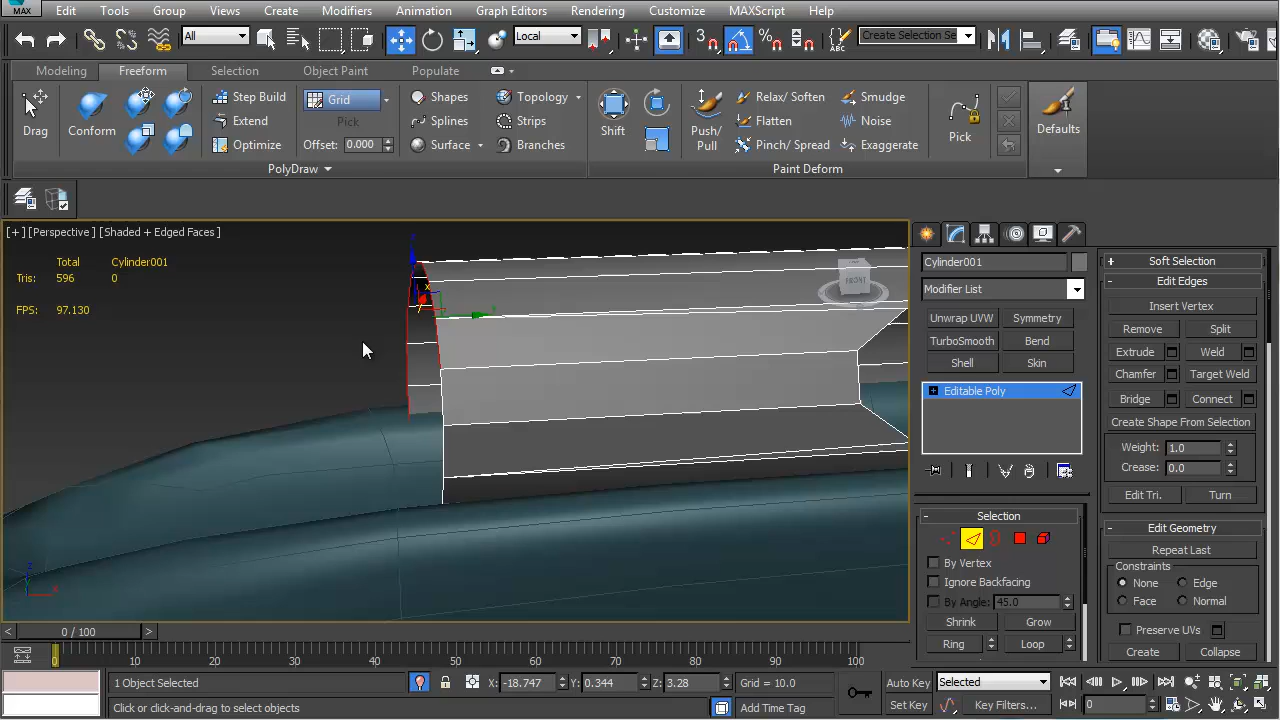 MAX Edit Tools Group Views Create Modifiers Animation Graph Editors Rendering Customize MAXScript Help
All Local 3 ABC Create Selection Se
Modeling Freeform Selection Object Paint Populate
Drag Conform Step Build Extend Optimize Grid Pick Offset: 0.000 Shapes Splines Surface Topology Strips Branches Shift Push/ Pull Relax/ Soften Flatten Pinch/ Spread Smudge Noise Exaggerate Pick Defaults
PolyDraw Paint Deform
[+] [Perspective] [Shaded + Edged Faces]
Total Cylinder001
Tris: 596 0
FPS: 97.130
FRONT
x
z
x
Cylinder001
Modifier List
Unwrap UVW Symmetry
TurboSmooth Bend
Shell Skin
Editable Poly
Selection
By Vertex
Ignore Backfacing
By Angle: 45.0
Shrink Grow
Ring Loop
Soft Selection
Edit Edges
Insert Vertex
Remove Split
Extrude Weld
Chamfer Target Weld
Bridge Connect
Create Shape From Selection
Weight: 1.0
Crease: 0.0
Edit Tri. Turn
Edit Geometry
Repeat Last
Constraints
None Edge
Face Normal
Preserve UVs
Create Collapse
< 0 / 100 >
0 10 20 30 40 50 60 70 80 90 100
1 Object Selected X: -18.747 Y: 0.344 Z: 3.28 Grid = 10.0 Auto Key Selected
Click or click-and-drag to select objects Add Time Tag Set Key Key Filters... 0